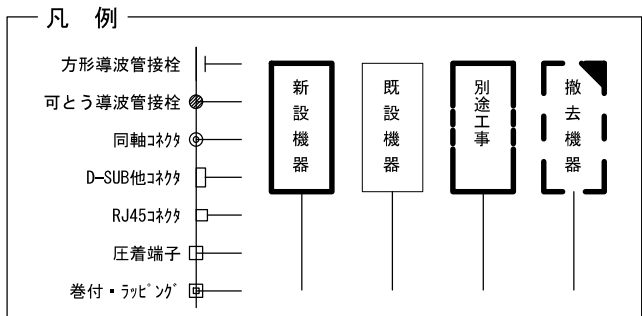 凡 例
方形導波管接栓
可とう導波管接栓
同軸ｺﾈｸﾀ
D-SUB他ｺﾈｸﾀ
RJ45ｺﾈｸﾀ
圧着端子
巻付・ﾗｯﾋﾟﾝｸﾞ
新設機器
既設機器
別途工事
撤去機器